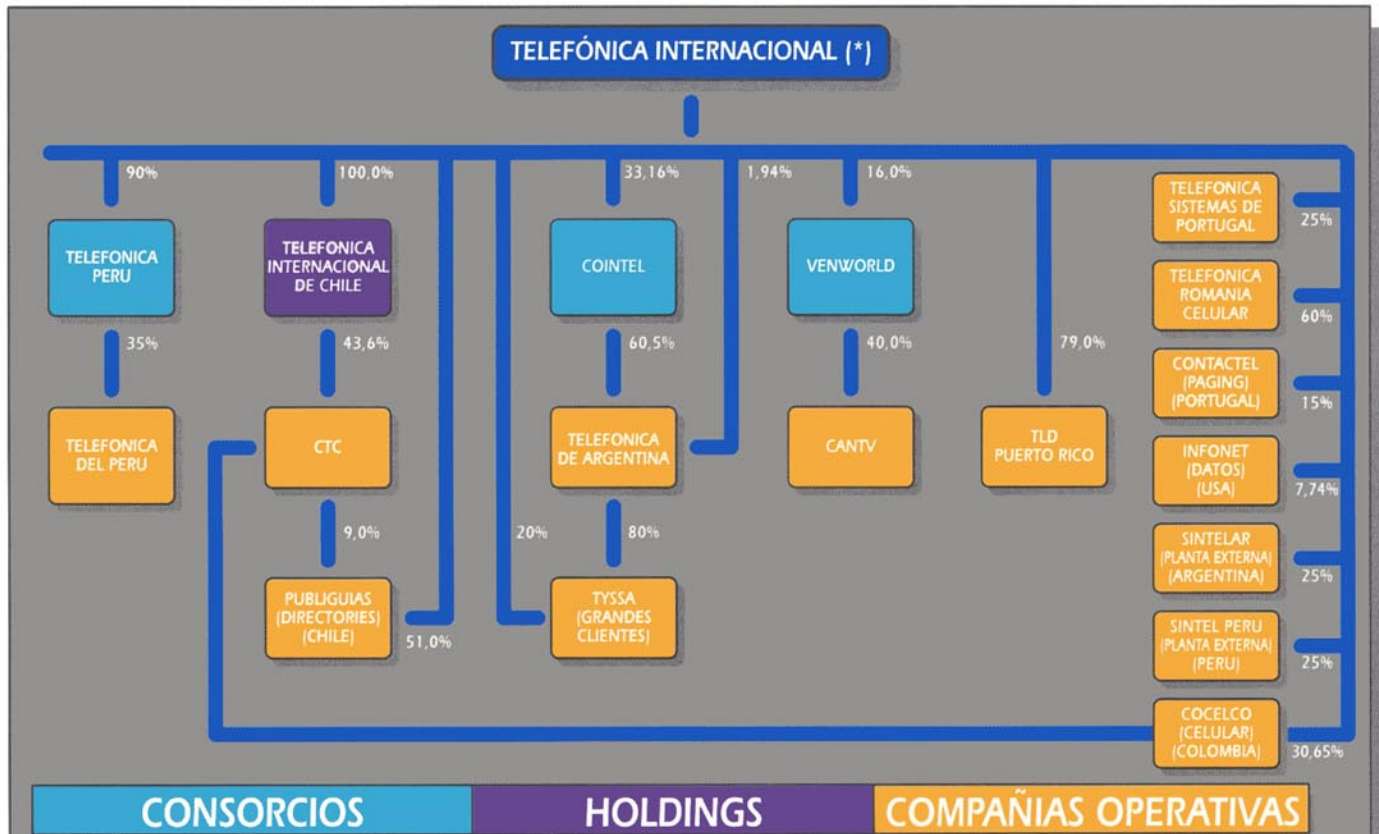 TELEFÓNICA INTERNACIONAL (*)
90%
100,0%
33,16%
1,94%
16,0%
TELEFONICA
PERU
TELEFONICA
INTERNACIONAL
DE CHILE
COINTEL
VENWORLD
TELEFONICA
SISTEMAS DE
PORTUGAL
25%
TELEFONICA
ROMANIA
CELULAR
60%
35%
43,6%
60,5%
40,0%
79,0%
CONTACTEL
(PAGING)
(PORTUGAL)
15%
TELEFONICA
DEL PERU
CTC
TELEFONICA
DE ARGENTINA
CANTV
TLD
PUERTO RICO
INFONET
(DATOS)
(USA)
7,74%
9,0%
20%
80%
SINTELAR
(PLANTA EXTERNA)
(ARGENTINA)
25%
PUBLIGUIAS
(DIRECTORIES)
(CHILE)
51,0%
TYSSA
(GRANDES
CLIENTES)
SINTEL PERU
(PLANTA EXTERNA)
(PERU)
25%
COCELCO
(CELULAR)
(COLOMBIA)
30,65%
CONSORCIOS
HOLDINGS
COMPAÑIAS OPERATIVAS